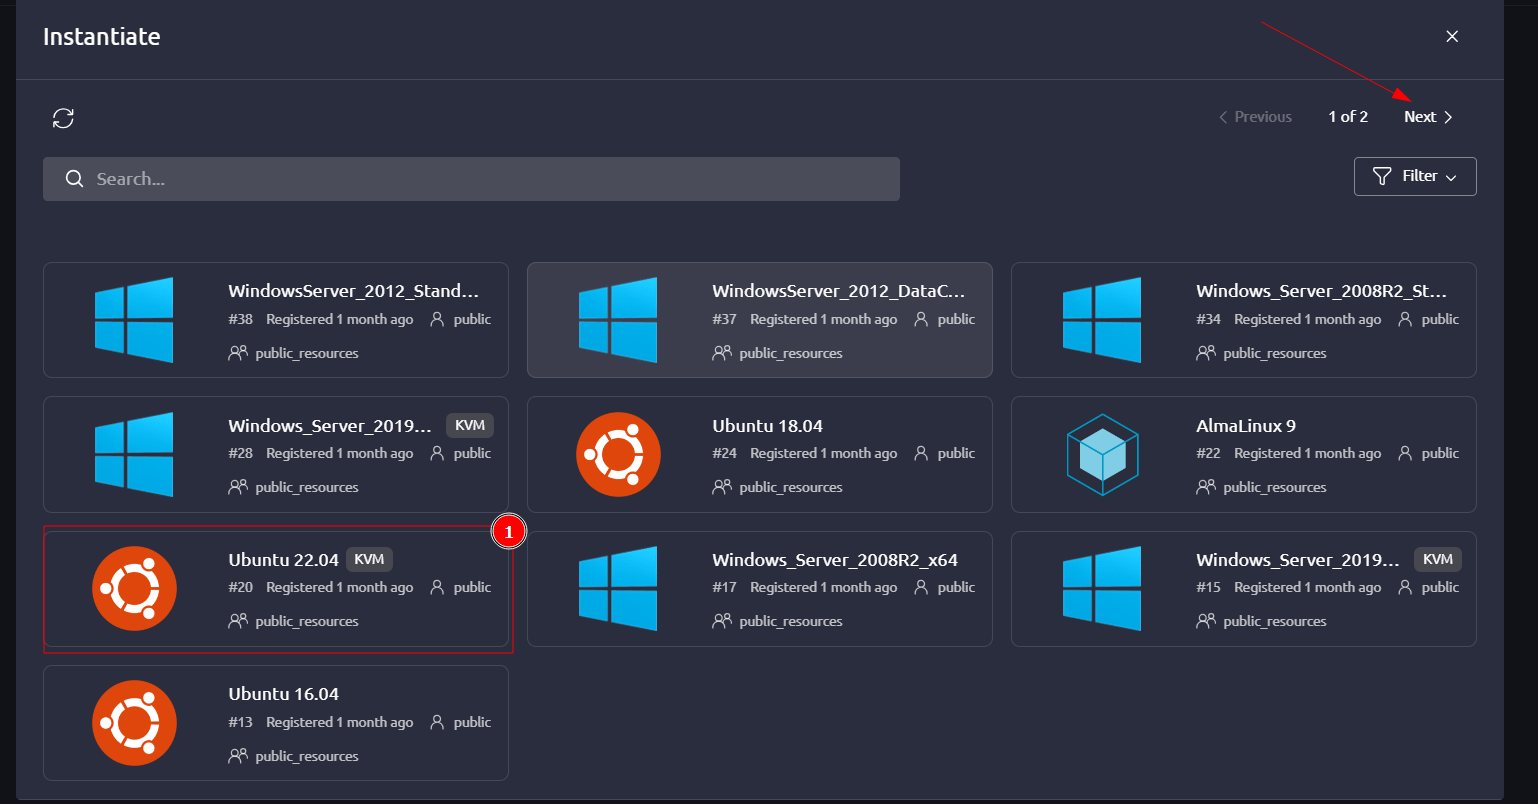 Instantiate
Previous 1 of 2 Next
Search...
Filter
WindowsServer_2012_Stand...
#38 Registered 1 month ago public
public_resources
WindowsServer_2012_DataC...
#37 Registered 1 month ago public
public_resources
Windows_Server_2008R2_St...
#34 Registered 1 month ago public
public_resources
Windows_Server_2019... KVM
#28 Registered 1 month ago public
public_resources
Ubuntu 18.04
#24 Registered 1 month ago public
public_resources
AlmaLinux 9
#22 Registered 1 month ago public
public_resources
1
Ubuntu 22.04 KVM
#20 Registered 1 month ago public
public_resources
Windows_Server_2008R2_x64
#17 Registered 1 month ago public
public_resources
Windows_Server_2019... KVM
#15 Registered 1 month ago public
public_resources
Ubuntu 16.04
#13 Registered 1 month ago public
public_resources